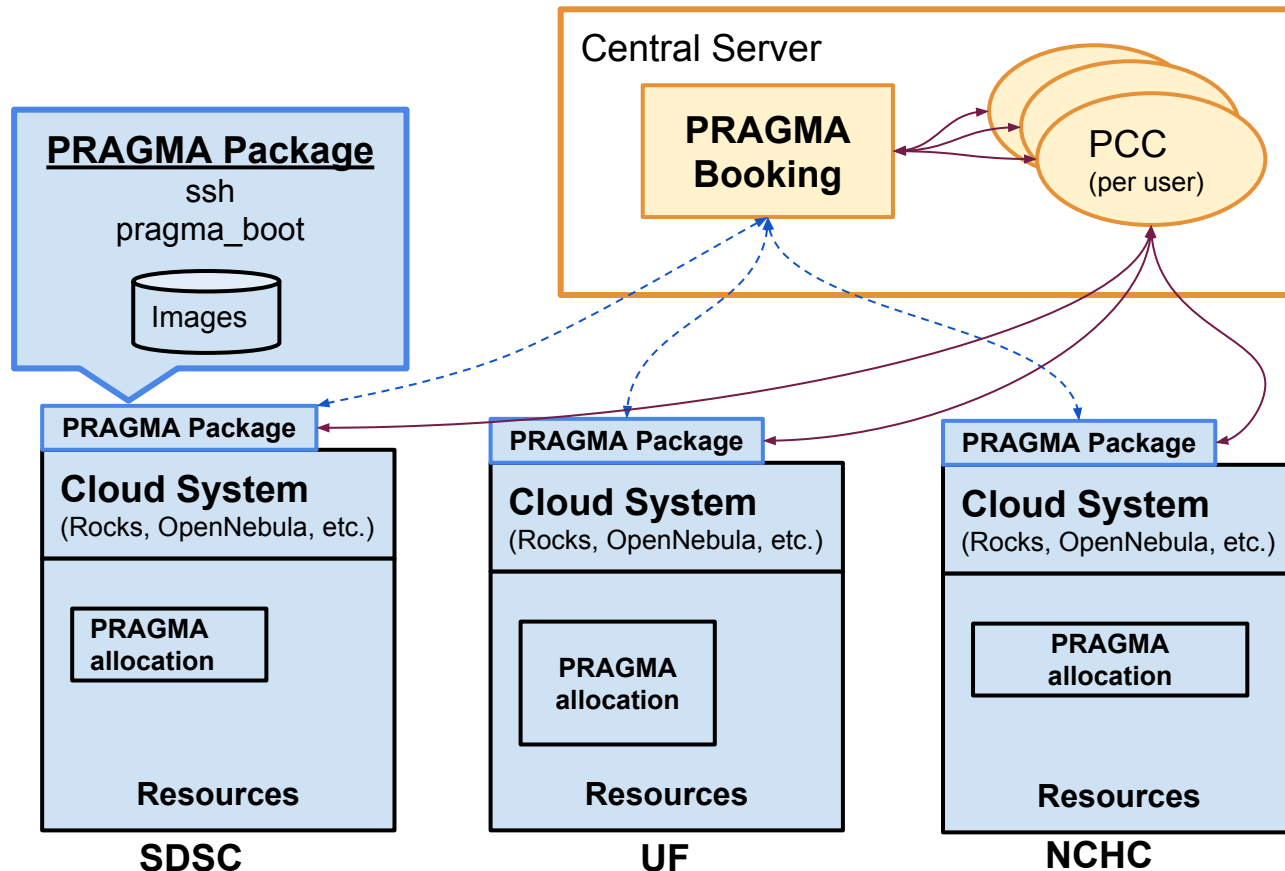 Central Server
PRAGMA
Booking
PCC
(per user)
PRAGMA Package
ssh
pragma_boot
Images
PRAGMA Package
Cloud System
(Rocks, OpenNebula, etc.)
PRAGMA
allocation
Resources
SDSC
PRAGMA Package
Cloud System
(Rocks, OpenNebula, etc.)
PRAGMA
allocation
Resources
UF
PRAGMA Package
Cloud System
(Rocks, OpenNebula, etc.)
PRAGMA
allocation
Resources
NCHC